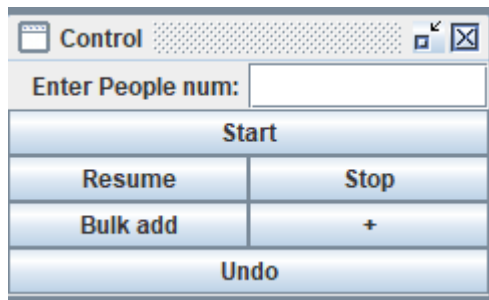 Control
Enter People num:
Start
Resume Stop
Bulk add +
Undo